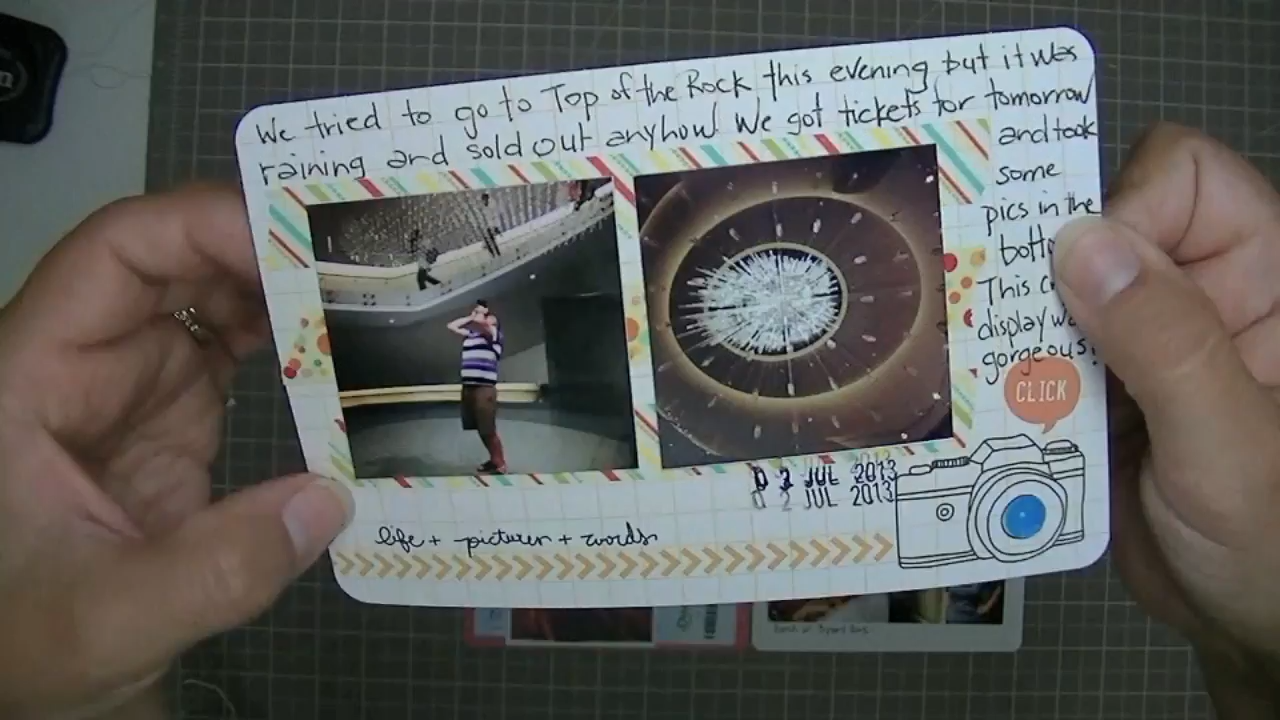 We tried to go to Top of the Rock this evening but it was
raining and sold out anyhow. We got tickets for tomorrow
and took
some
pics in the
This
display
gorgeous!
CLICK
02 JUL 2013
02 JUL 2013
life + pictures + words